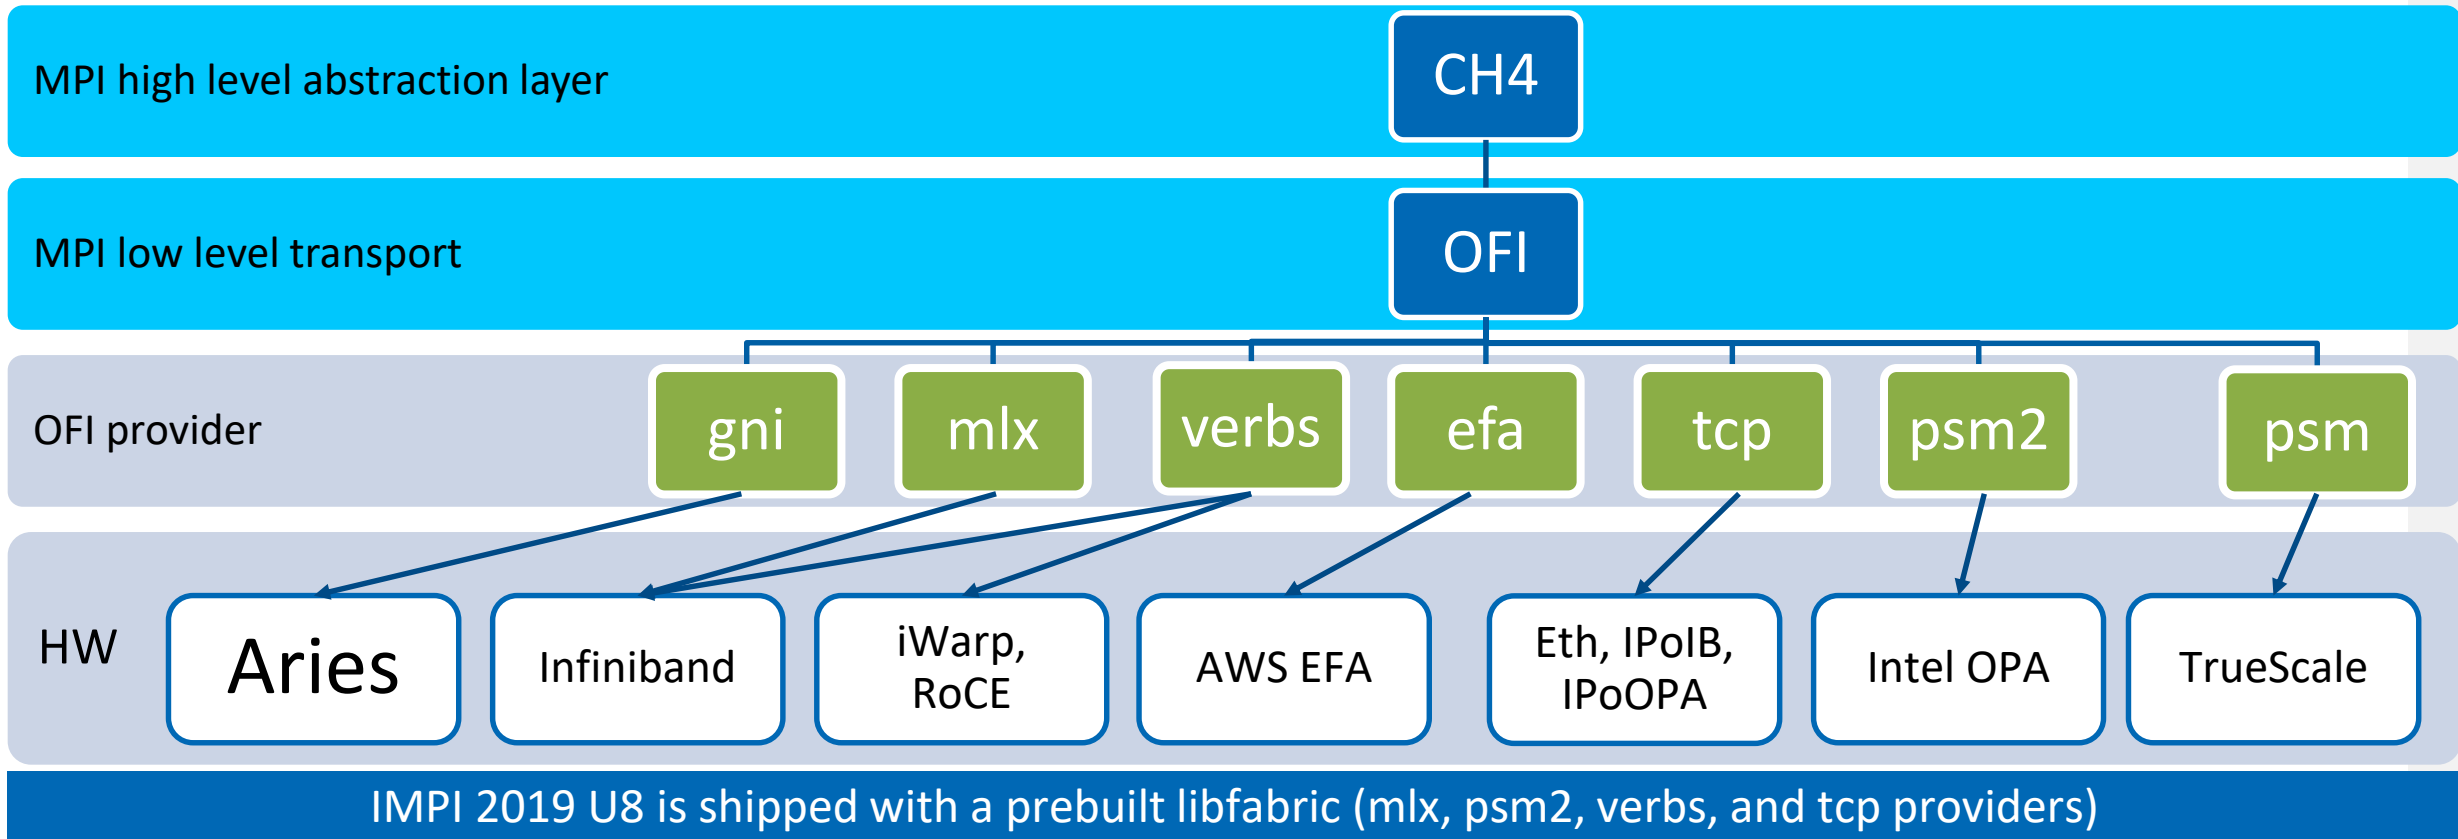 MPI high level abstraction layer
CH4
MPI low level transport
OFI
OFI provider
gni
mlx
verbs
efa
tcp
psm2
psm
HW
Aries
Infiniband
iWarp,
RoCE
AWS EFA
Eth, IPoIB,
IPoOPA
Intel OPA
TrueScale
IMPI 2019 U8 is shipped with a prebuilt libfabric (mlx, psm2, verbs, and tcp providers)